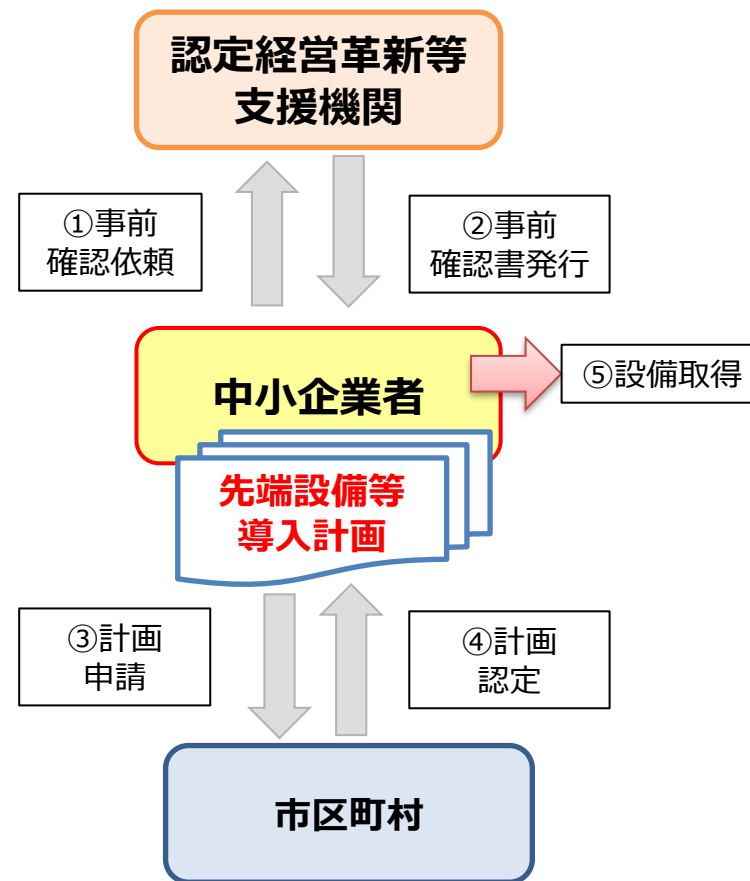 認定経営革新等
支援機関
①事前
確認依頼
②事前
確認書発行
中小企業者
⑤設備取得
先端設備等
導入計画
③計画
申請
④計画
認定
市区町村